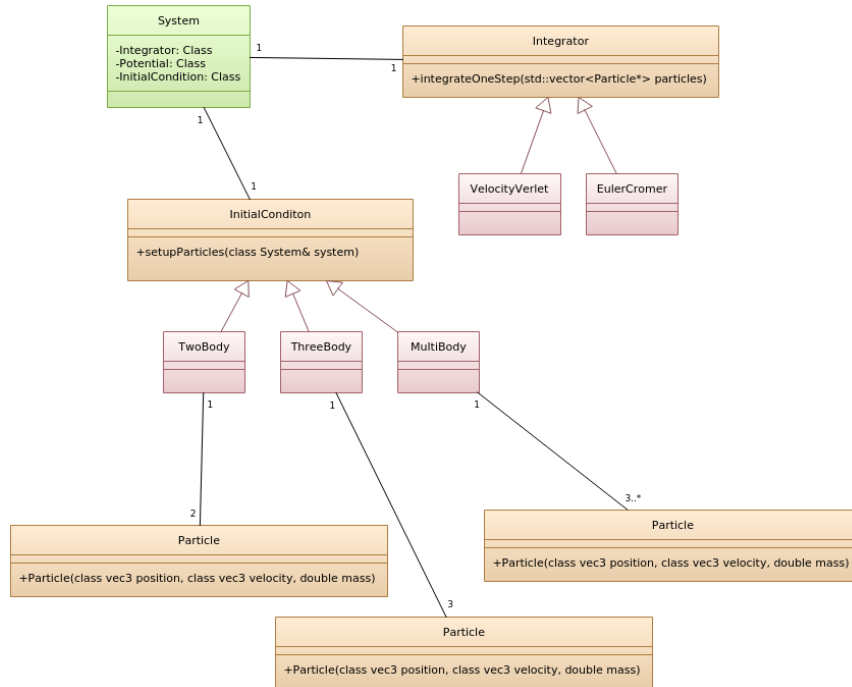 System
-Integrator: Class
-Potential: Class
-InitialCondition: Class
1
1
Integrator
+integrateOneStep(std::vector<Particle*> particles)
1
1
VelocityVerlet
EulerCromer
InitialConditon
+setupParticles(class System& system)
TwoBody
ThreeBody
MultiBody
1
1
1
2
3..*
Particle
+Particle(class vec3 position, class vec3 velocity, double mass)
Particle
+Particle(class vec3 position, class vec3 velocity, double mass)
3
Particle
+Particle(class vec3 position, class vec3 velocity, double mass)